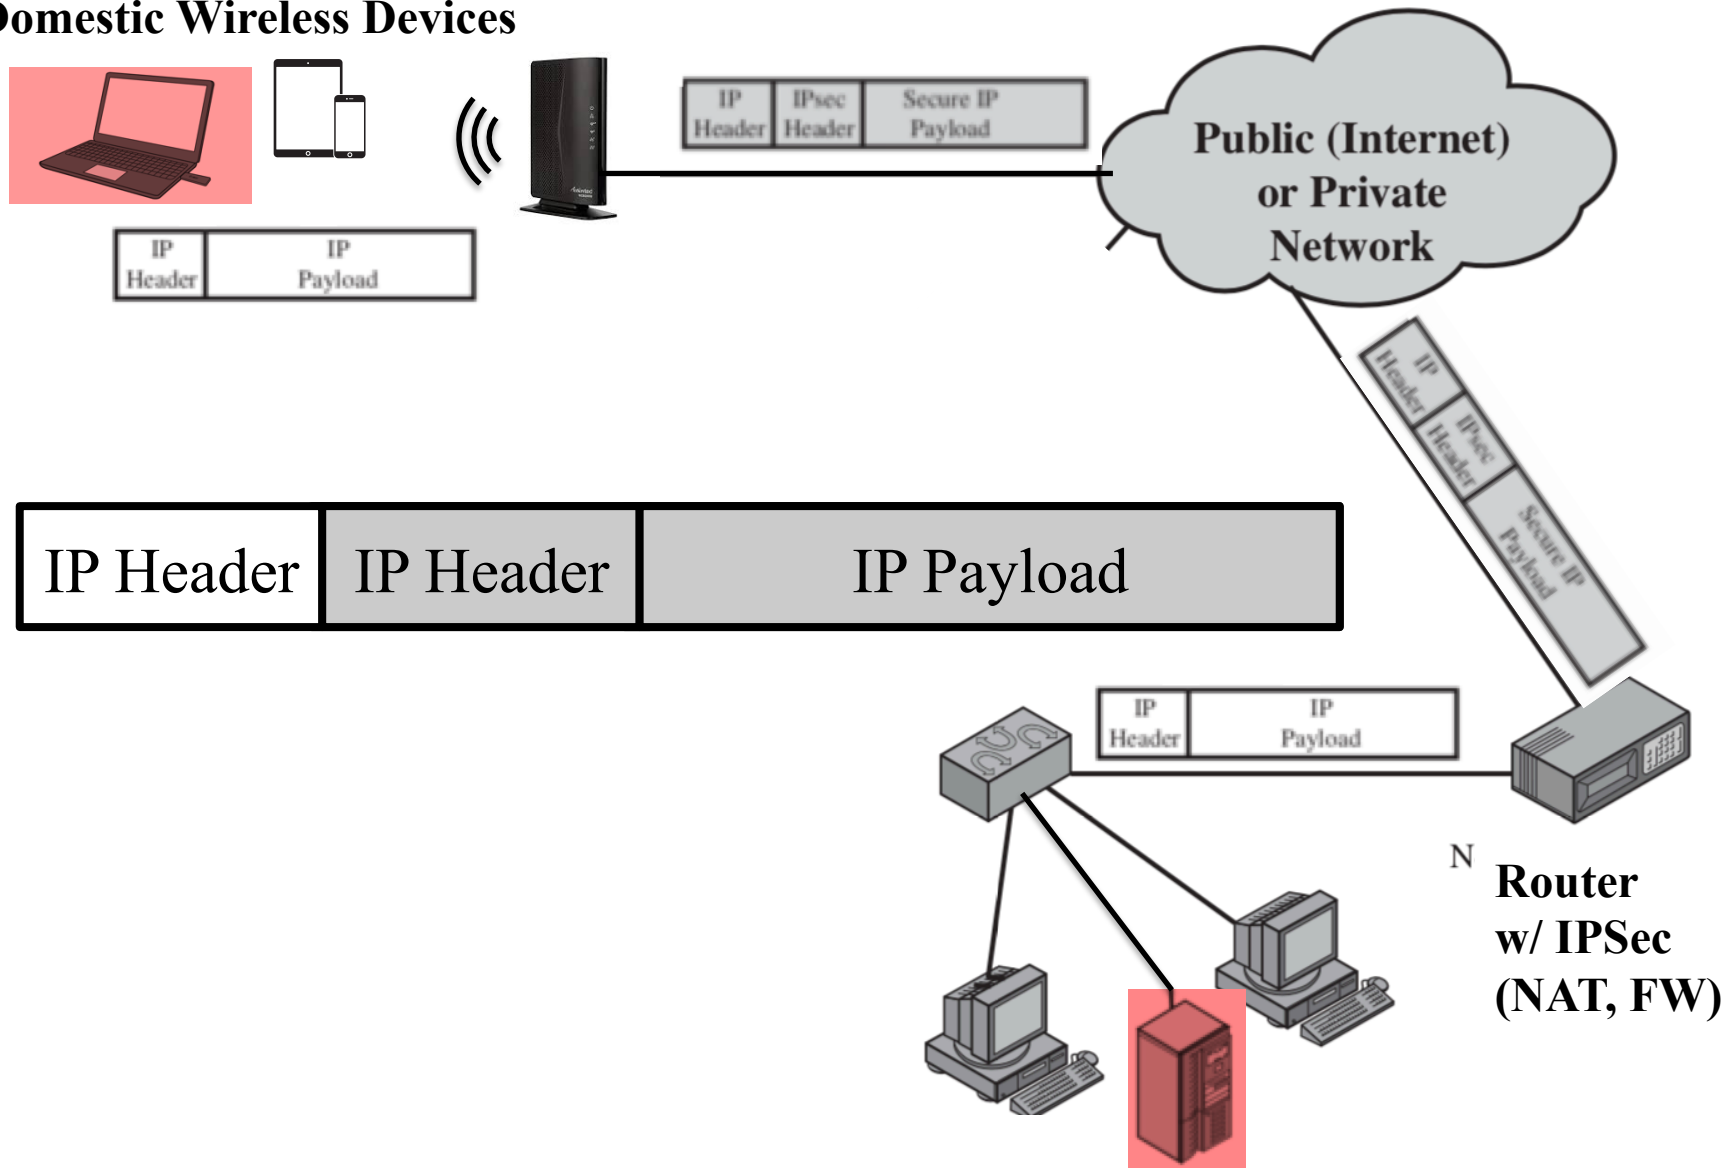 Domestic Wireless Devices
IP
Header
IPsec
Header
Secure IP
Payload
Public (Internet)
or Private
Network
IP
Header
IP
Payload
IP
Header
IPsec
Header
Secure IP
Payload
IP Header
IP Header
IP Payload
IP
Header
IP
Payload
N
Router
w/ IPSec
(NAT, FW)